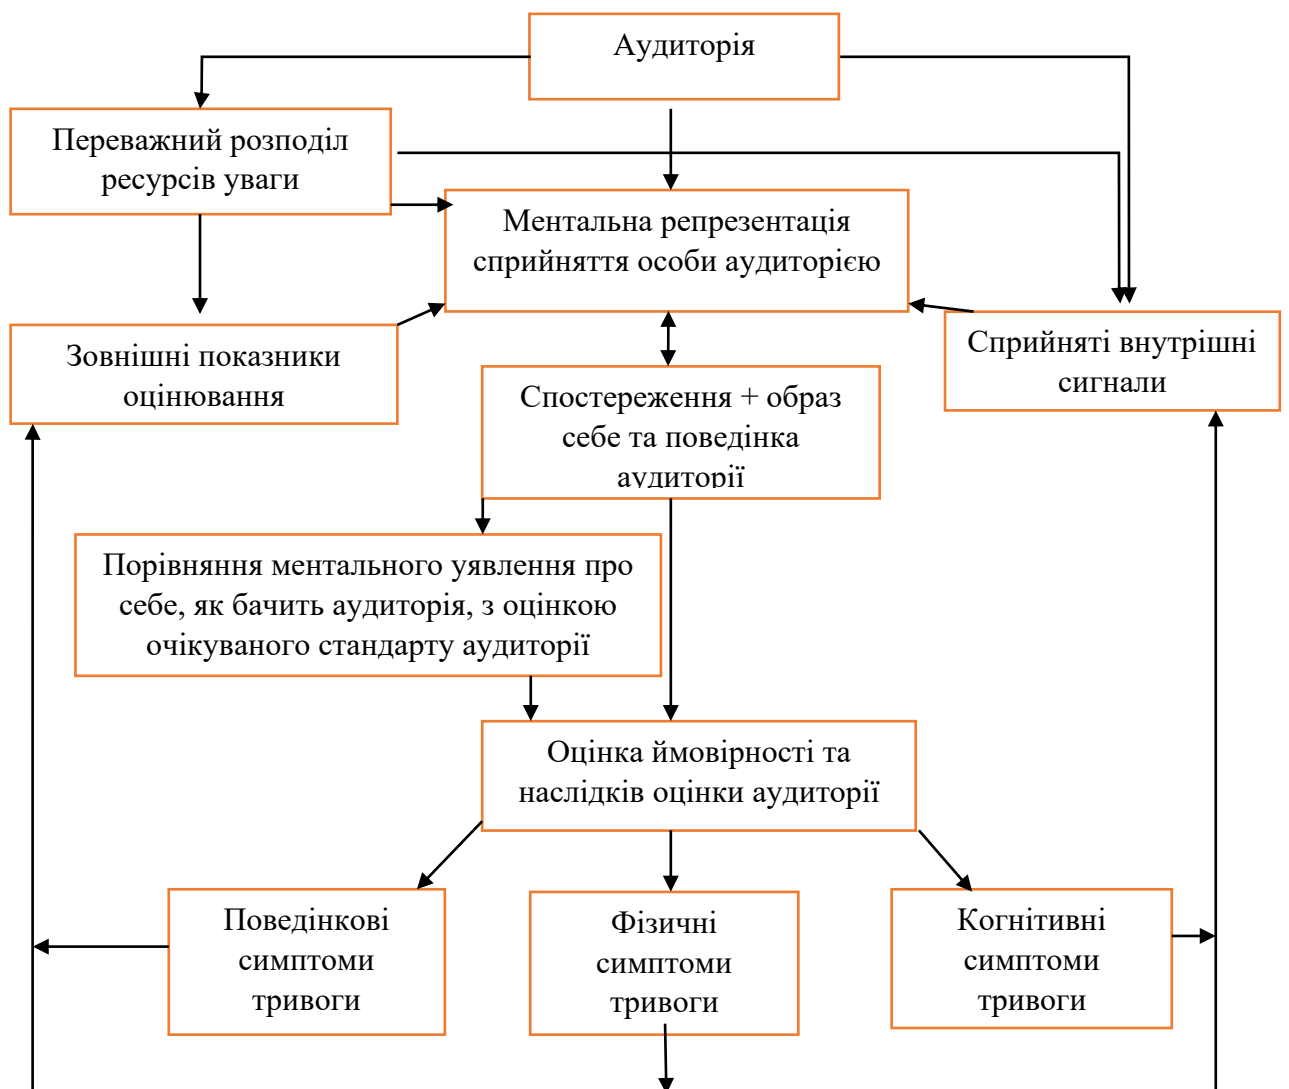 Аудиторія
Переважний розподіл
ресурсів уваги
Ментальна репрезентація
сприйняття особи аудиторією
Зовнішні показники
оцінювання
Сприйняті внутрішні
сигнали
Спостереження + образ
себе та поведінка
аудиторії
Порівняння ментального уявлення про
себе, як бачить аудиторія, з оцінкою
очікуваного стандарту аудиторії
Оцінка ймовірності та
наслідків оцінки аудиторії
Поведінкові
симптоми
тривоги
Фізичні
симптоми
тривоги
Когнітивні
симптоми
тривоги